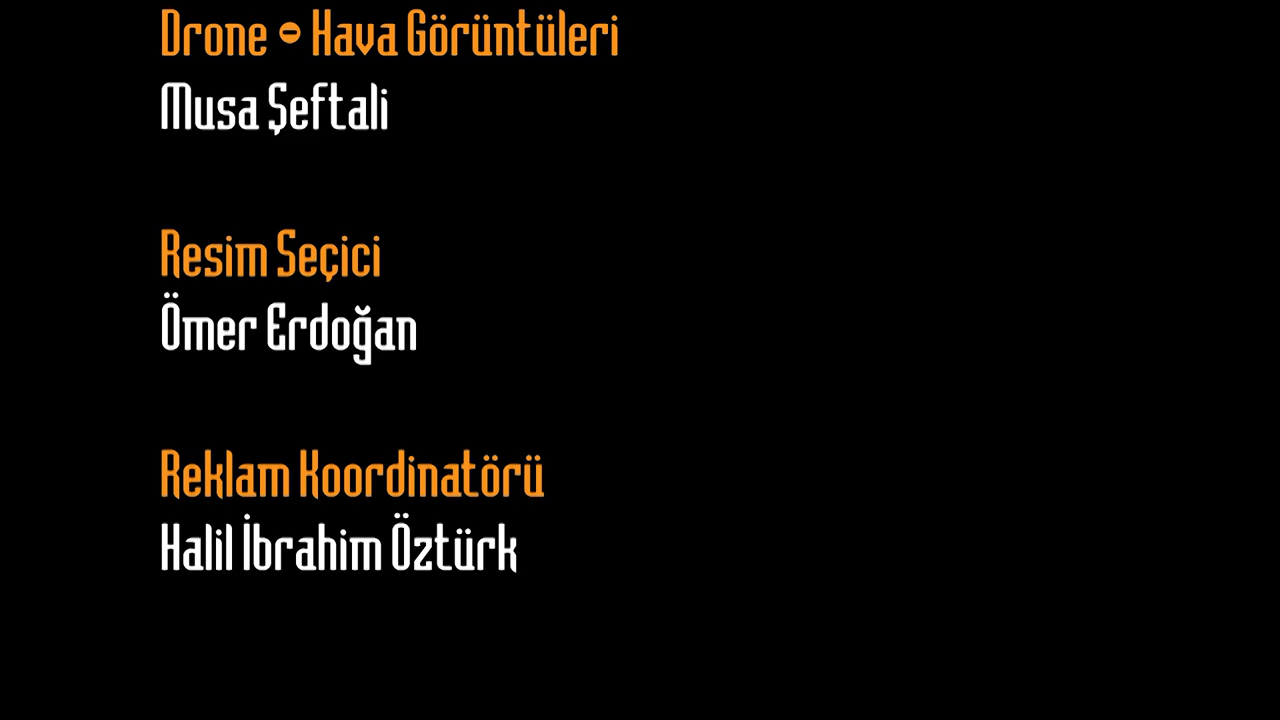 Drone • Hava Görüntüleri
Musa Şeftali
Resim Seçici
Ömer Erdoğan
Reklam Koordinatörü
Halil İbrahim Öztürk